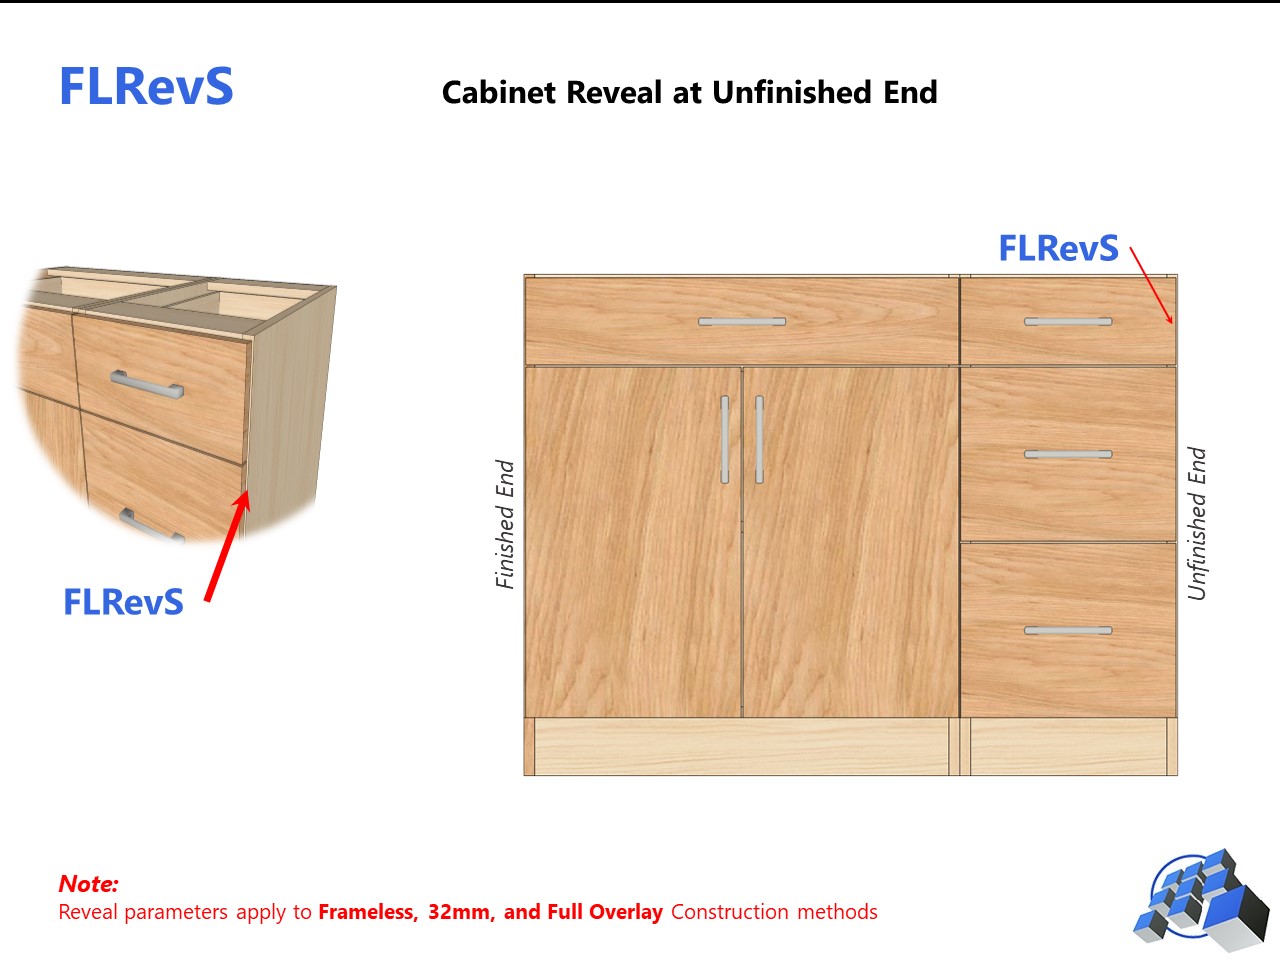 FLRevS
Cabinet Reveal at Unfinished End
FLRevS
Finished End
Unfinished End
FLRevS
Note:
Reveal parameters apply to Frameless, 32mm, and Full Overlay Construction methods